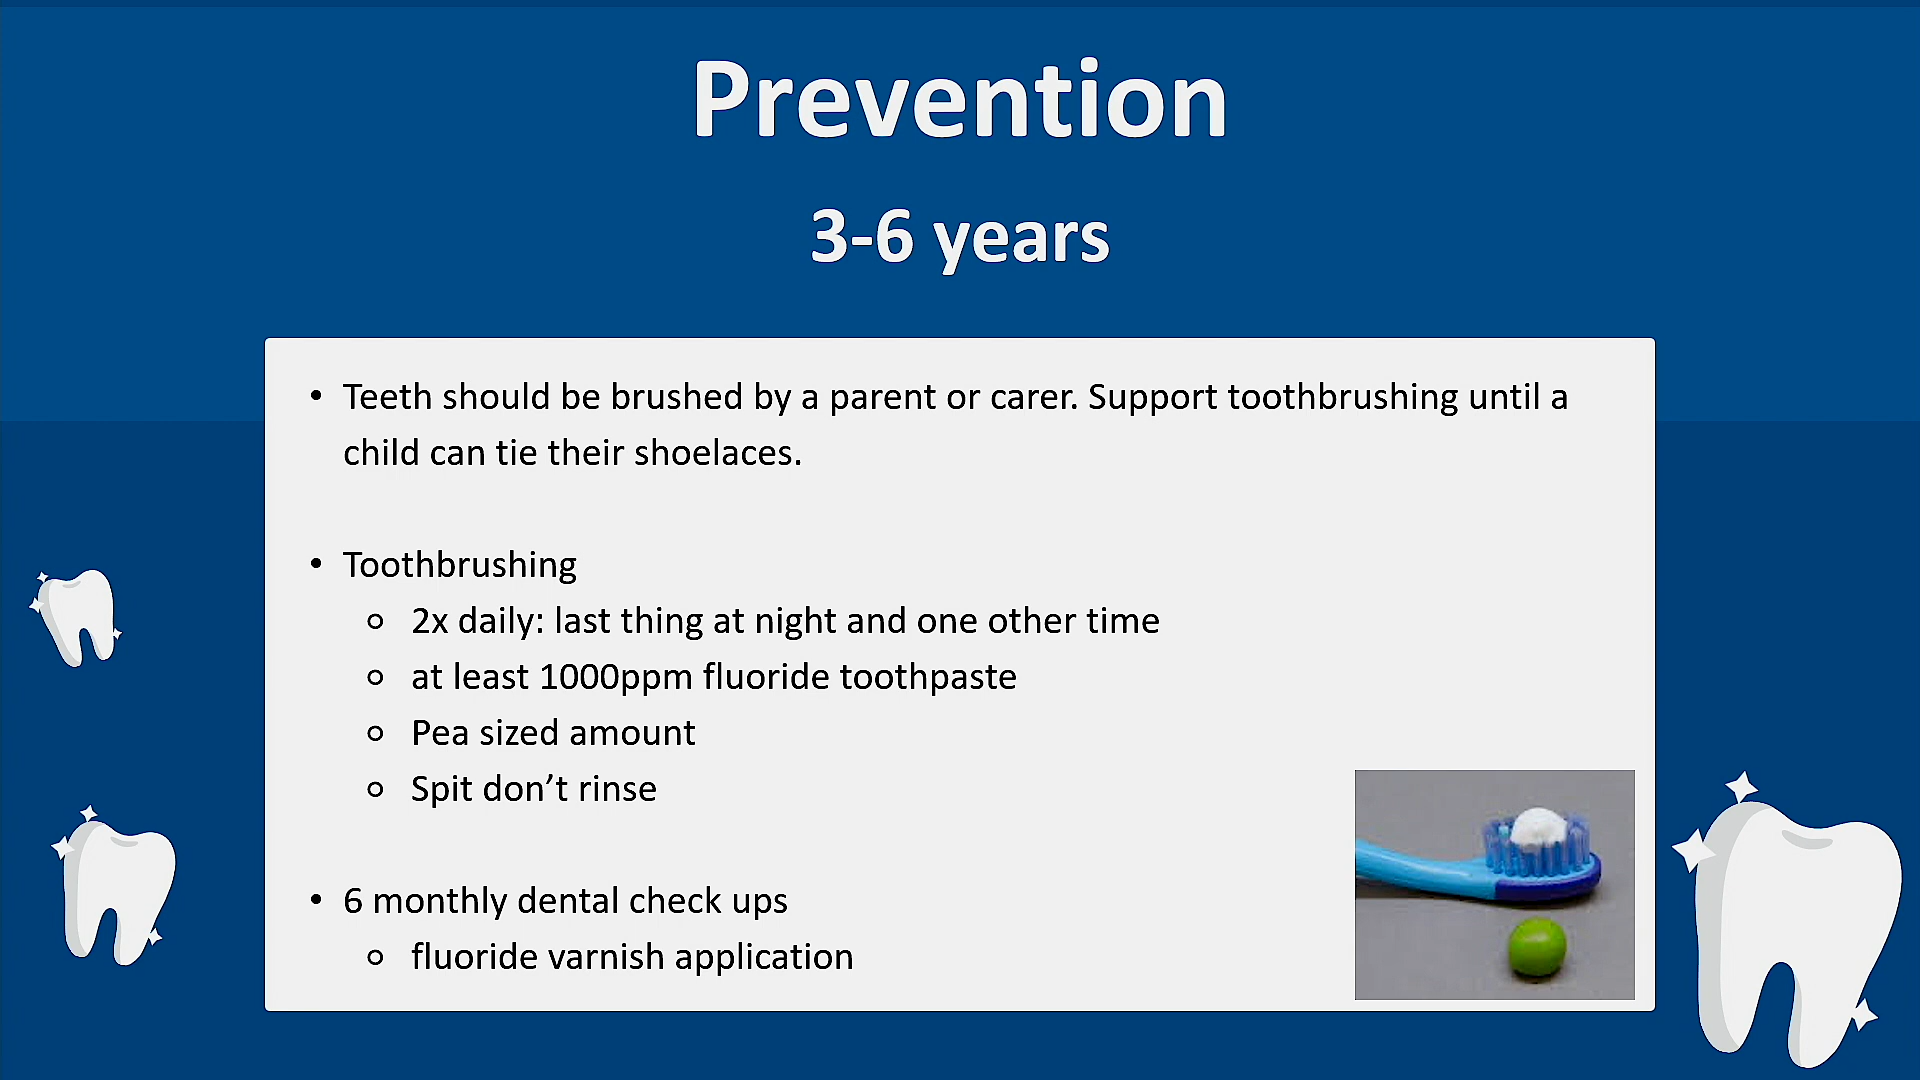 Prevention
3-6 years
• Teeth should be brushed by a parent or carer. Support toothbrushing until a
child can tie their shoelaces.
• Toothbrushing
○ 2x daily: last thing at night and one other time
○ at least 1000ppm fluoride toothpaste
○ Pea sized amount
○ Spit don’t rinse
• 6 monthly dental check ups
○ fluoride varnish application